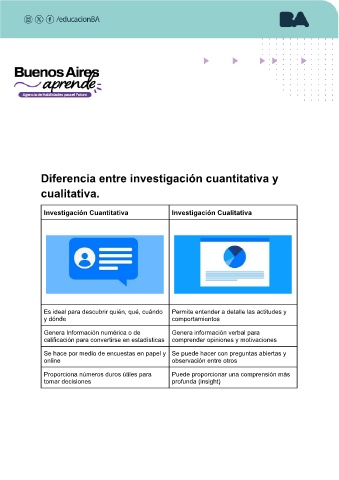 /educacionBA
BA
Buenos Aires
aprende
Agencia de Habilidades para el Futuro
Diferencia entre investigación cuantitativa y
cualitativa.
Investigación Cuantitativa
Investigación Cualitativa
Es ideal para descubrir quién, qué, cuándo
y dónde
Permite entender a detalle las actitudes y
comportamientos
Genera Información numérica o de
calificación para convertirse en estadísticas
Genera información verbal para
comprender opiniones y motivaciones
Se hace por medio de encuestas en papel y
online
Se puede hacer con preguntas abiertas y
observación entre otros
Proporciona números duros útiles para
tomar decisiones
Puede proporcionar una comprensión más
profunda (insight)